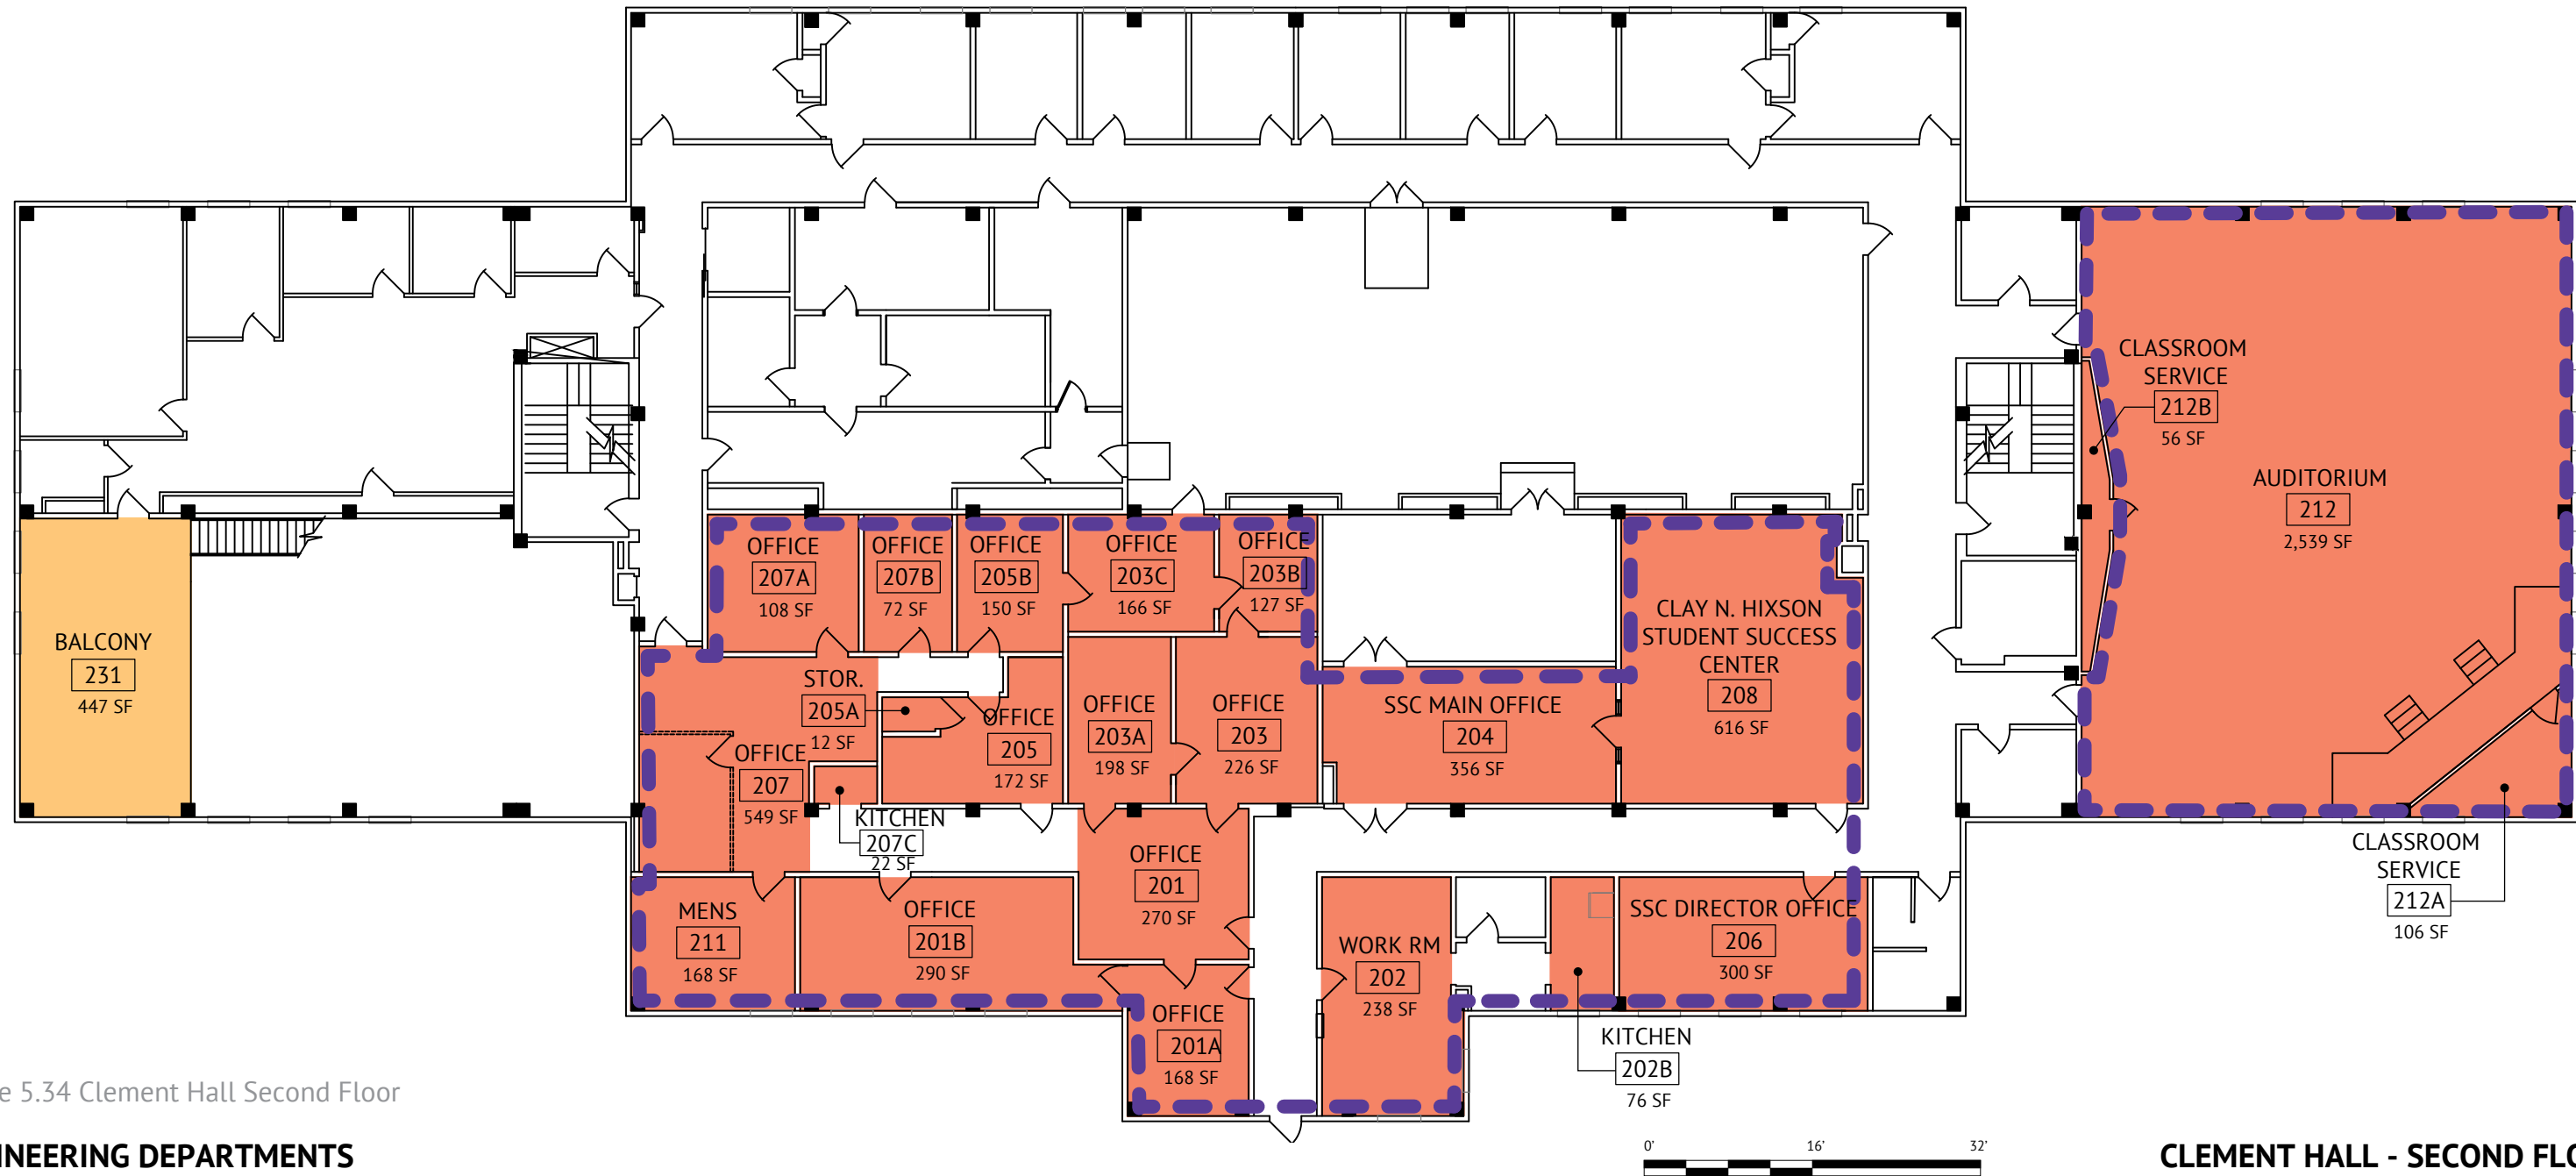 CLASSROOM
SERVICE
212B
56 SF
AUDITORIUM
212
2,539 SF
OFFICE
207A
108 SF
OFFICE
207B
72 SF
OFFICE
205B
150 SF
OFFICE
203C
166 SF
OFFICE
203B
127 SF
CLAY N. HIXSON
STUDENT SUCCESS
CENTER
208
616 SF
BALCONY
231
447 SF
STOR.
205A
12 SF
OFFICE
205
172 SF
OFFICE
203A
198 SF
OFFICE
203
226 SF
SSC MAIN OFFICE
204
356 SF
OFFICE
207
549 SF
KITCHEN
207C
22 SF
OFFICE
201
270 SF
CLASSROOM
SERVICE
212A
106 SF
MENS
211
168 SF
OFFICE
201B
290 SF
WORK RM
202
238 SF
SSC DIRECTOR OFFICE
206
300 SF
OFFICE
201A
168 SF
KITCHEN
202B
76 SF
e 5.34 Clement Hall Second Floor
INEERING DEPARTMENTS
0' 16' 32'
CLEMENT HALL - SECOND FLO